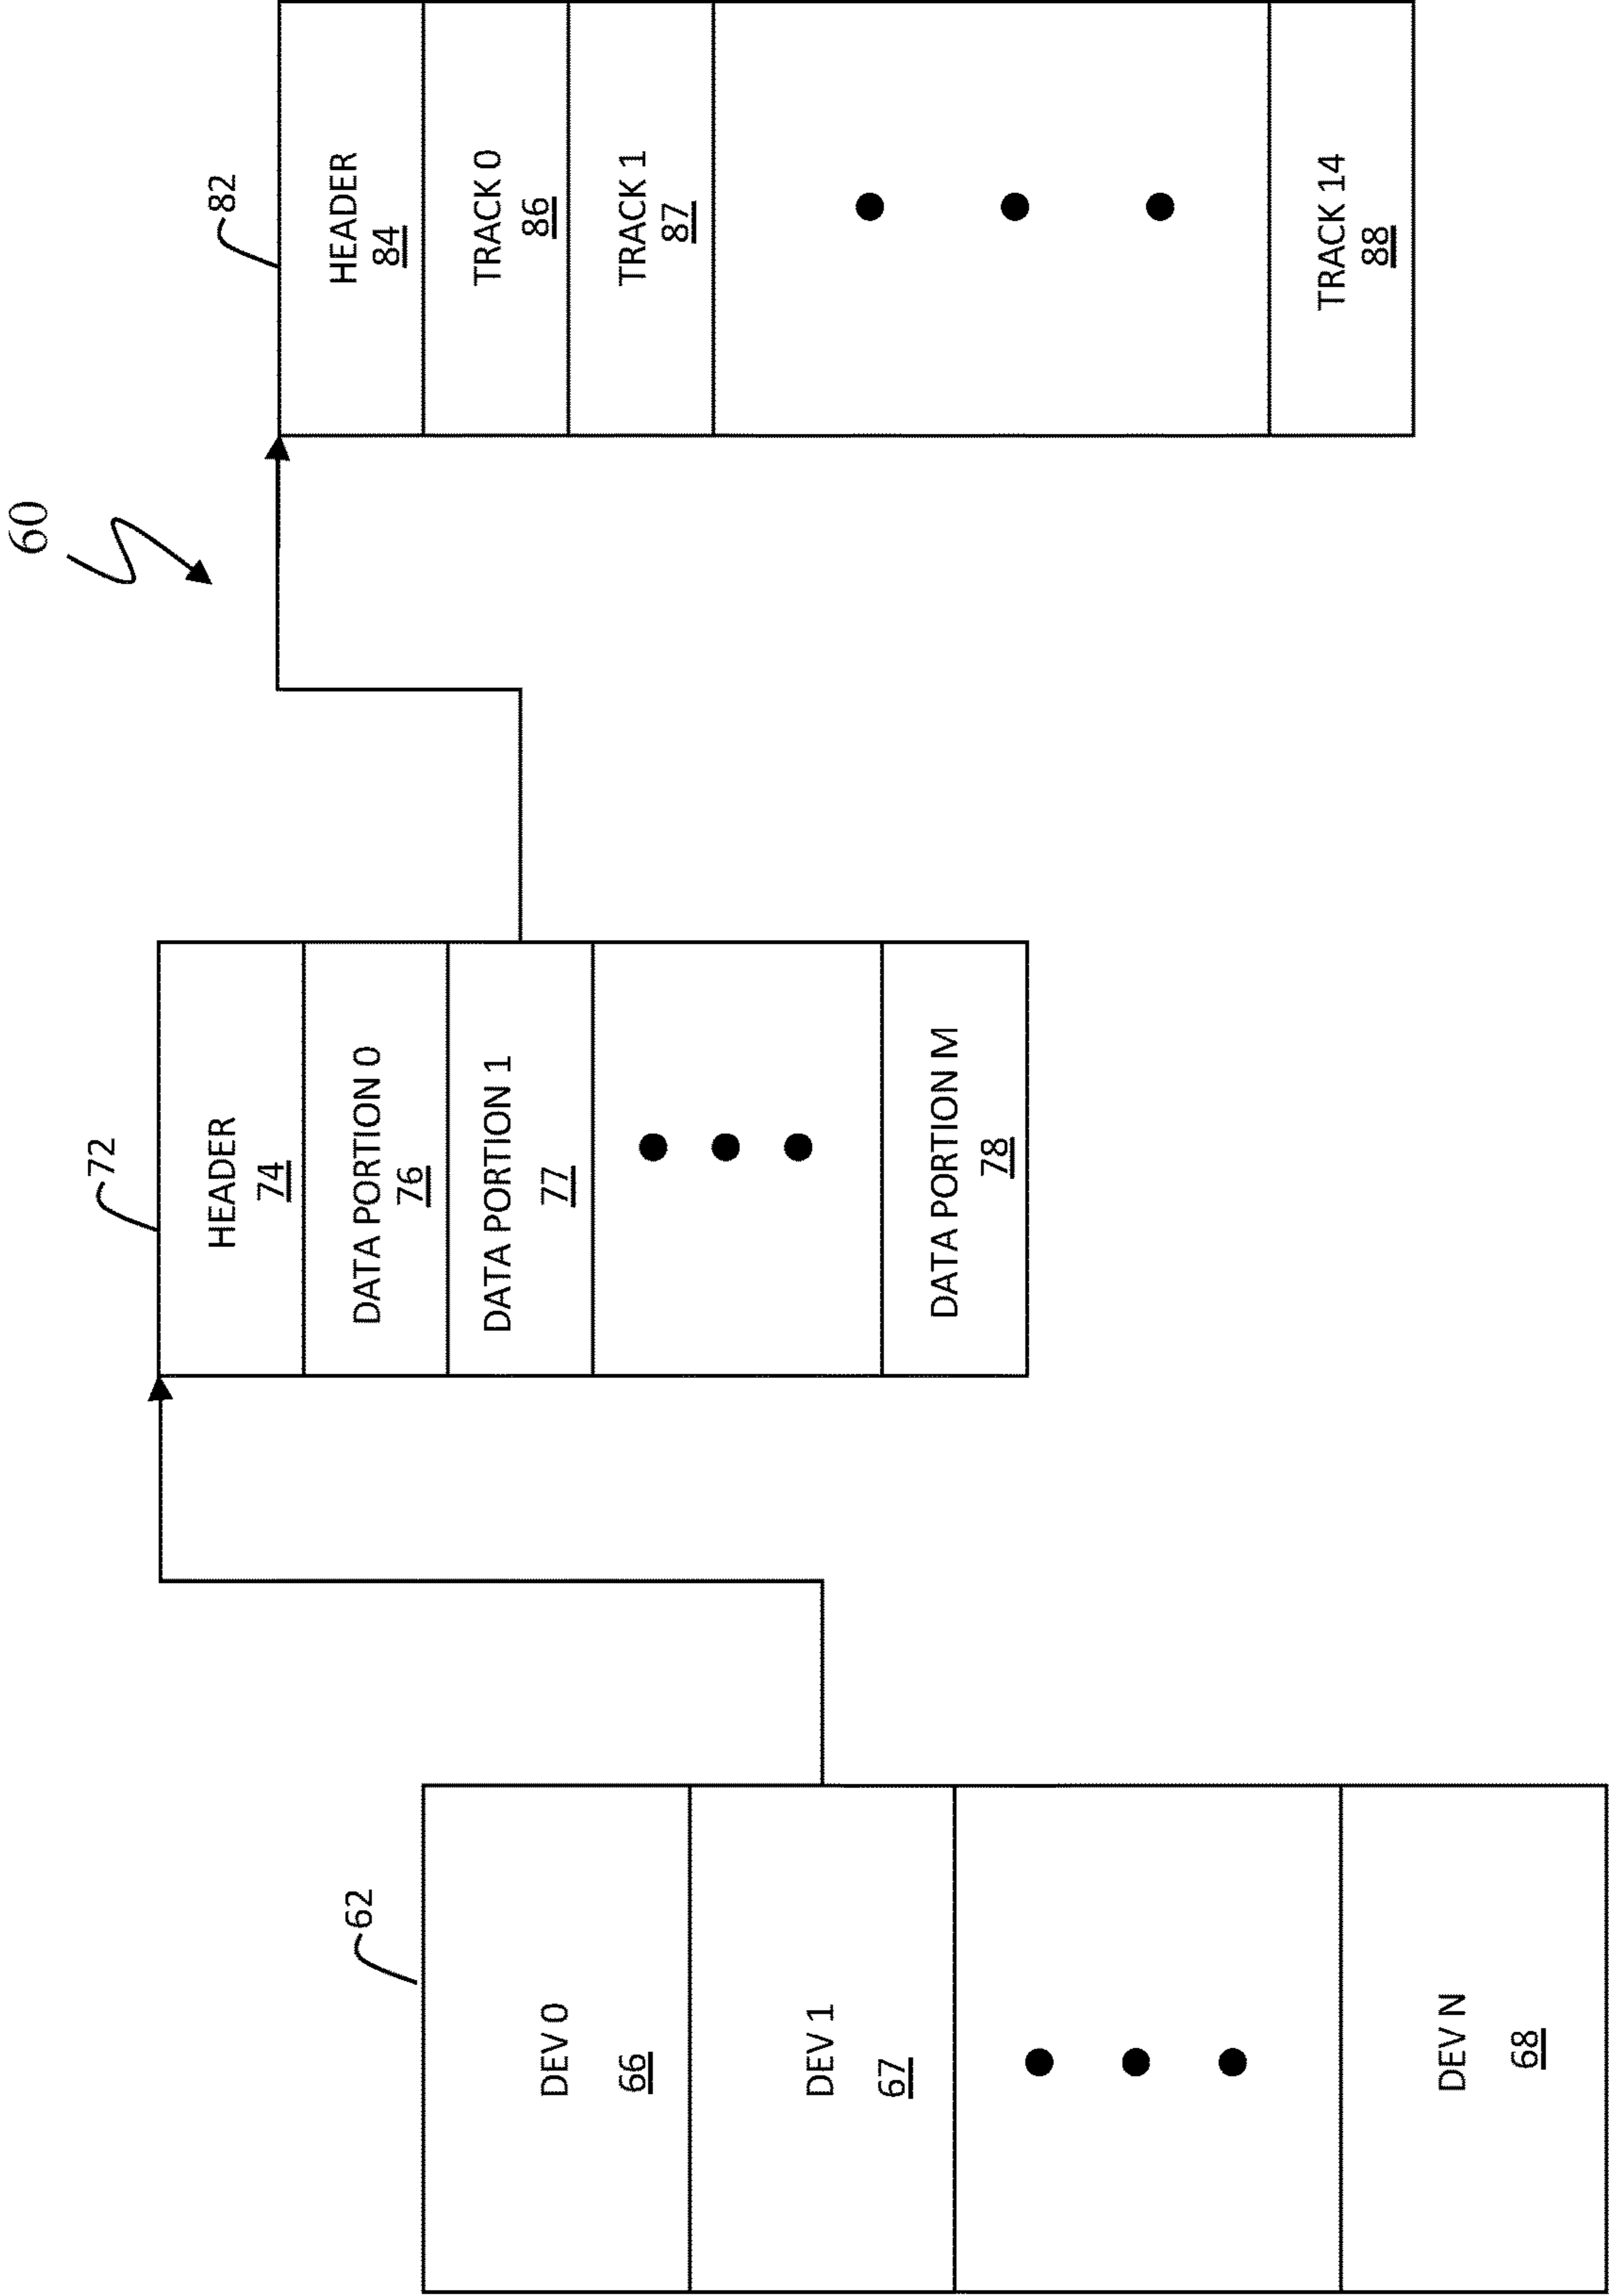 60
62
DEV 0
66
DEV 1
67
DEV N
68
72
HEADER
74
DATA PORTION 0
76
DATA PORTION 1
77
DATA PORTION M
78
82
HEADER
84
TRACK 0
86
TRACK 1
87
TRACK 14
88